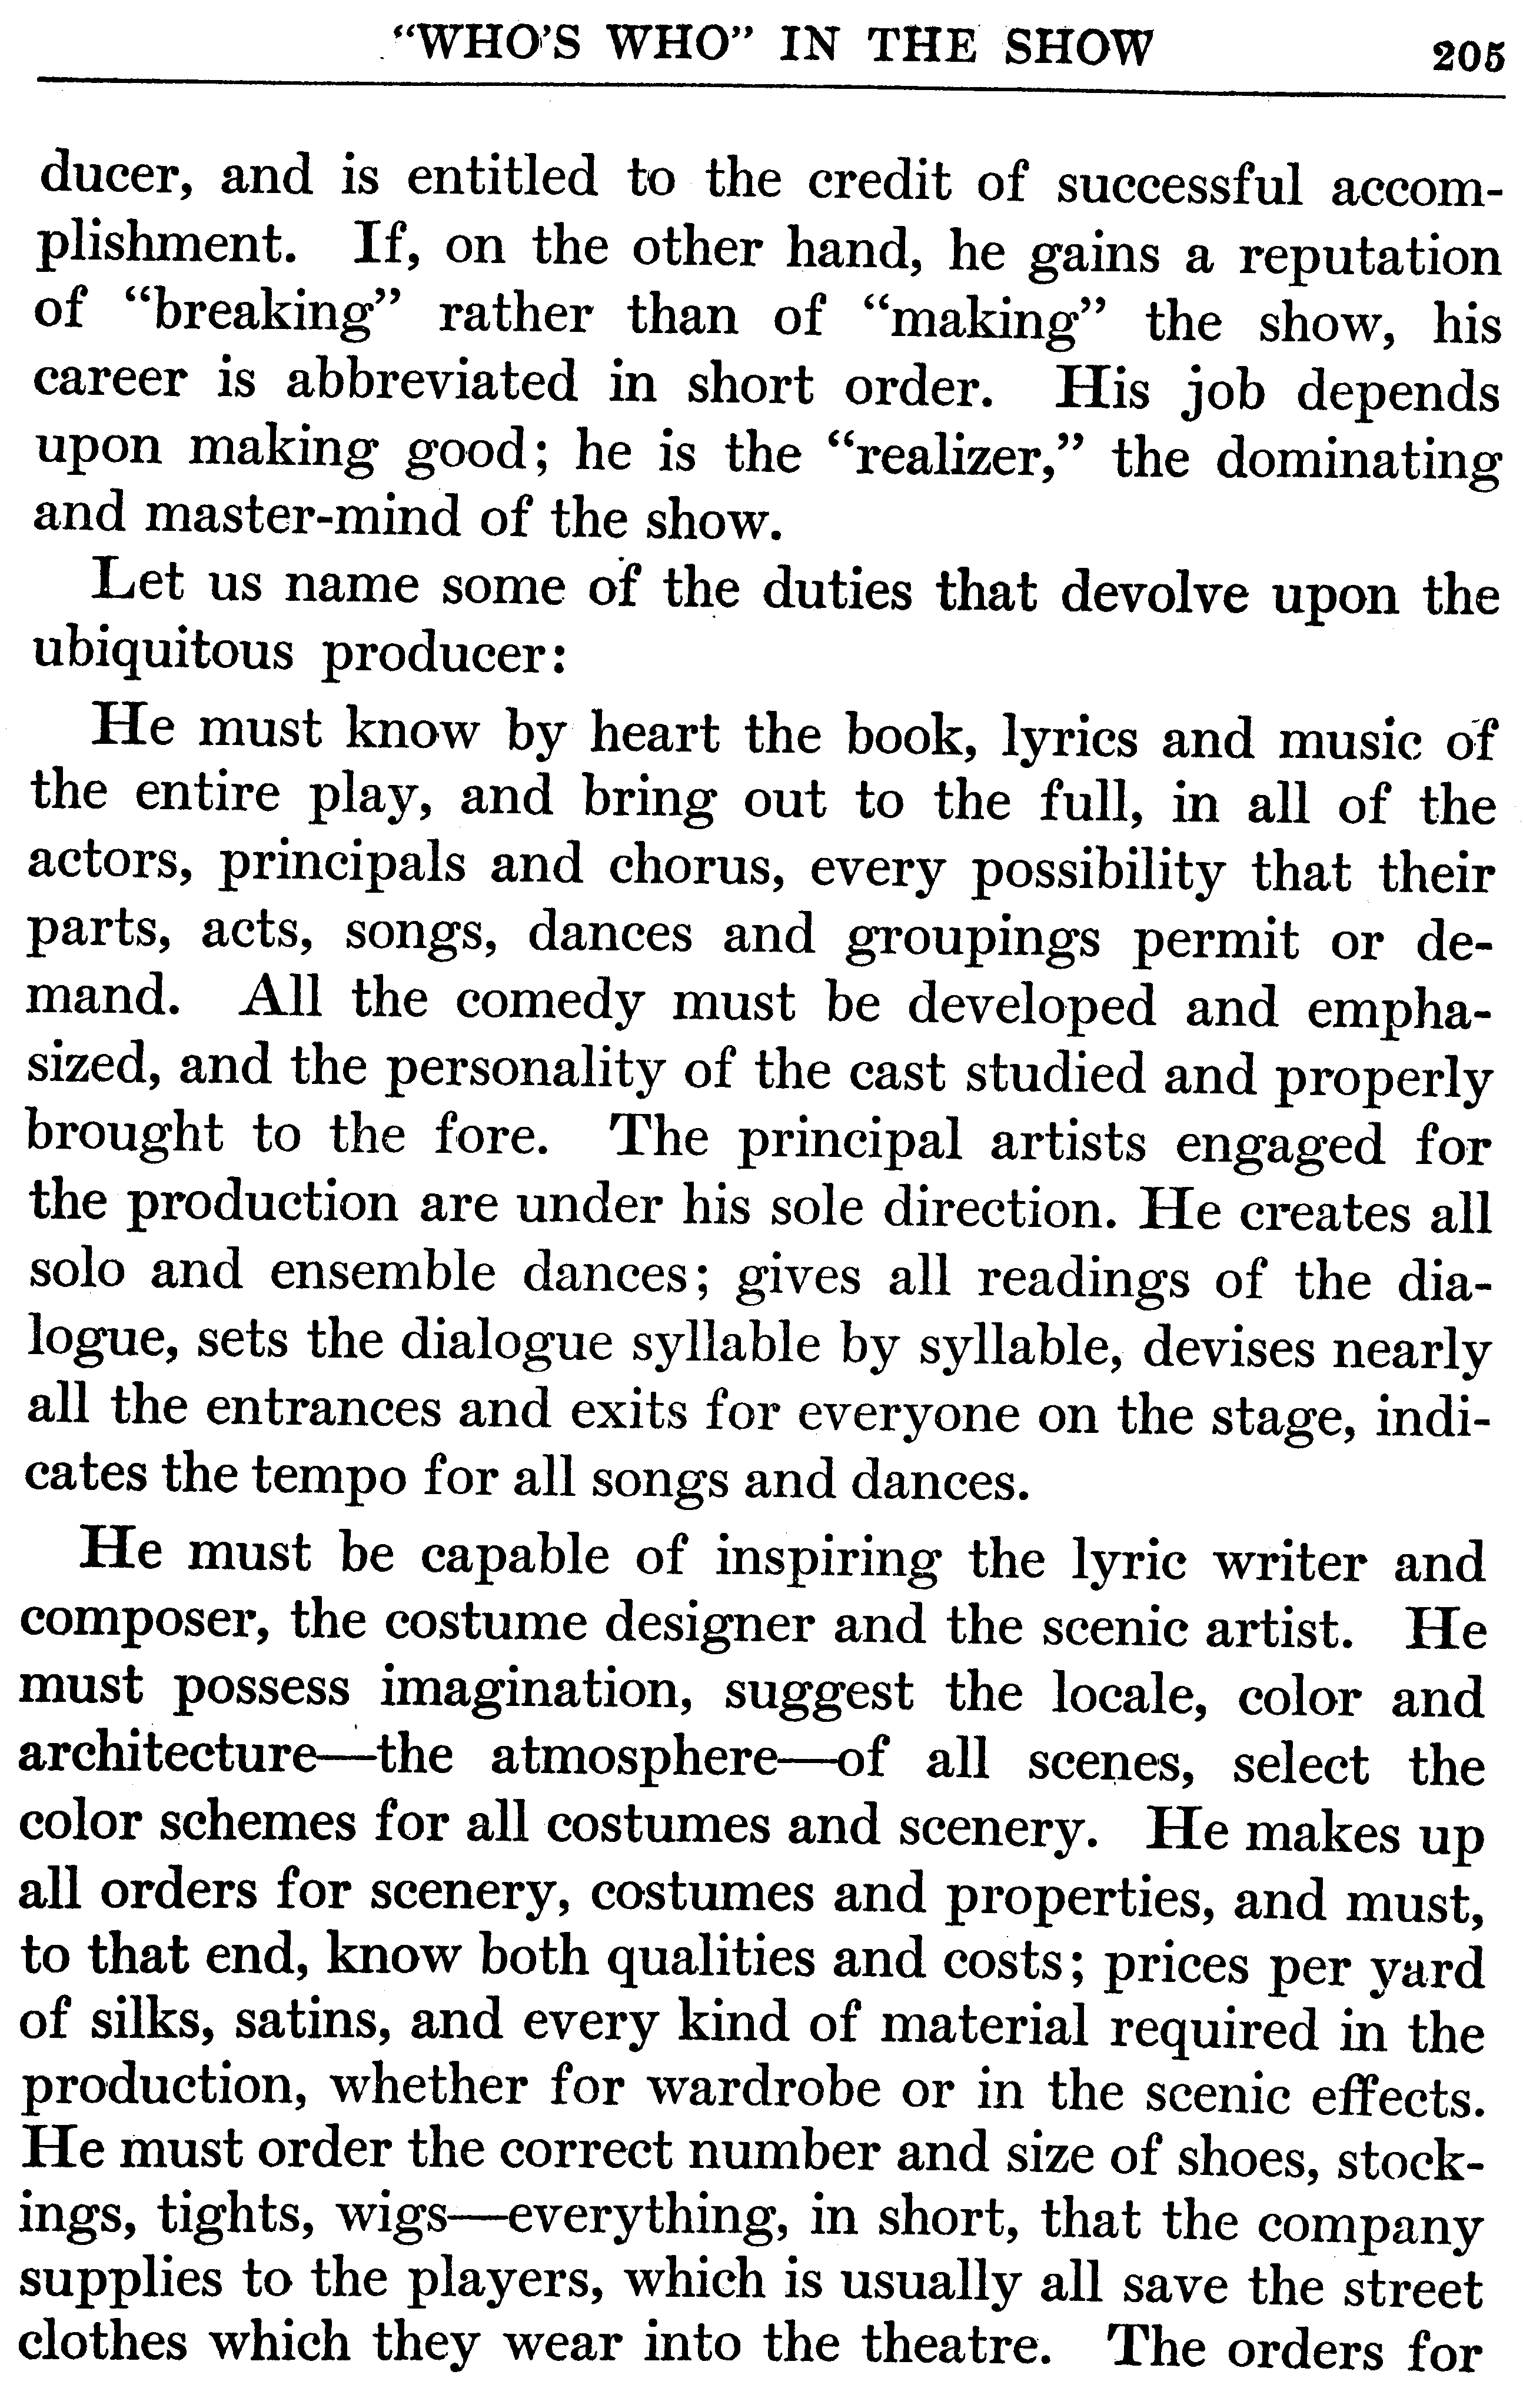 "WHO'S WHO" IN THE SHOW 205
ducer, and is entitled to the credit of successful accom-
plishment. If, on the other hand, he gains a reputation
of "breaking" rather than of "making" the show, his
career is abbreviated in short order. His job depends
upon making good; he is the "realizer," the dominating
and master-mind of the show.
Let us name some of the duties that devolve upon the
ubiquitous producer:
He must know by heart the book, lyrics and music of
the entire play, and bring out to the full, in all of the
actors, principals and chorus, every possibility that their
parts, acts, songs, dances and groupings permit or de-
mand. All the comedy must be developed and empha-
sized, and the personality of the cast studied and properly
brought to the fore. The principal artists engaged for
the production are under his sole direction. He creates all
solo and ensemble dances; gives all readings of the dia-
logue, sets the dialogue syllable by syllable, devises nearly
all the entrances and exits for everyone on the stage, indi-
cates the tempo for all songs and dances.
He must be capable of inspiring the lyric writer and
composer, the costume designer and the scenic artist. He
must possess imagination, suggest the locale, color and
architecture—the atmosphere—of all scenes, select the
color schemes for all costumes and scenery. He makes up
all orders for scenery, costumes and properties, and must,
to that end, know both qualities and costs; prices per yard
of silks, satins, and every kind of material required in the
production, whether for wardrobe or in the scenic effects.
He must order the correct number and size of shoes, stock-
ings, tights, wigs—everything, in short, that the company
supplies to the players, which is usually all save the street
clothes which they wear into the theatre. The orders for